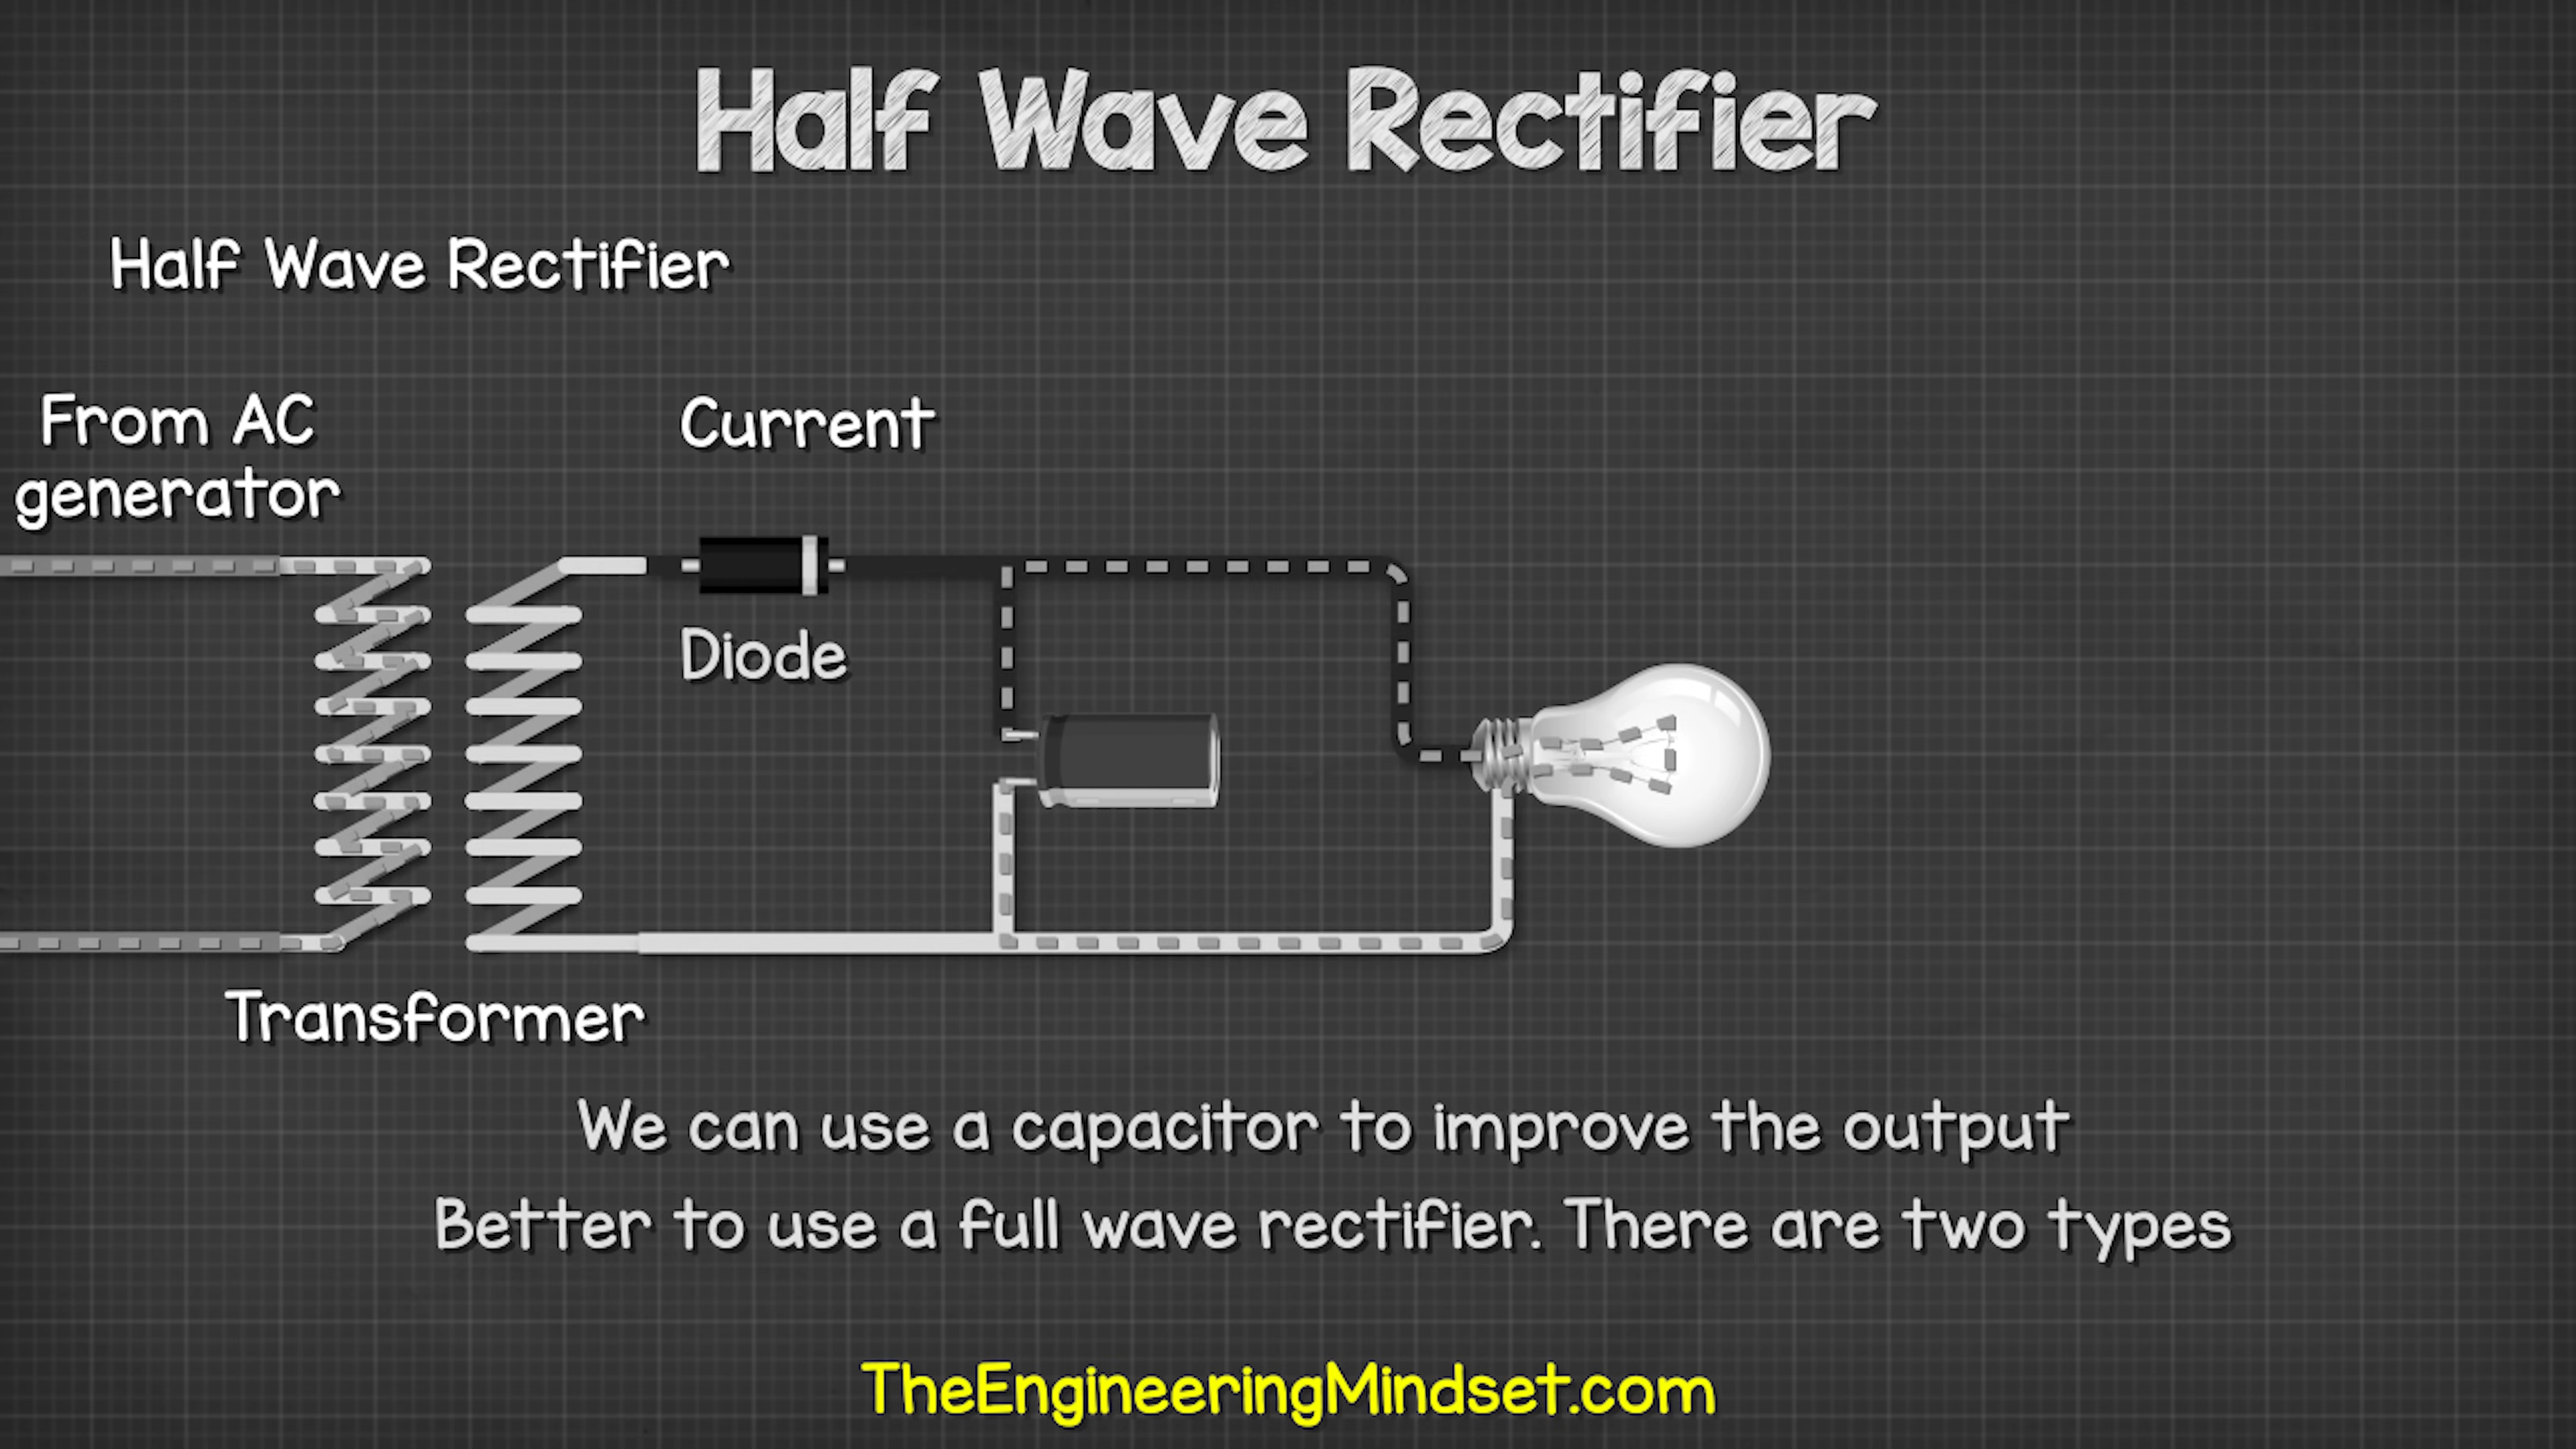 Half Wave Rectifier
Half Wave Rectifier
From AC
generator
Current
Diode
Transformer
We can use a capacitor to improve the output
Better to use a full wave rectifier. There are two types
TheEngineeringMindset.com